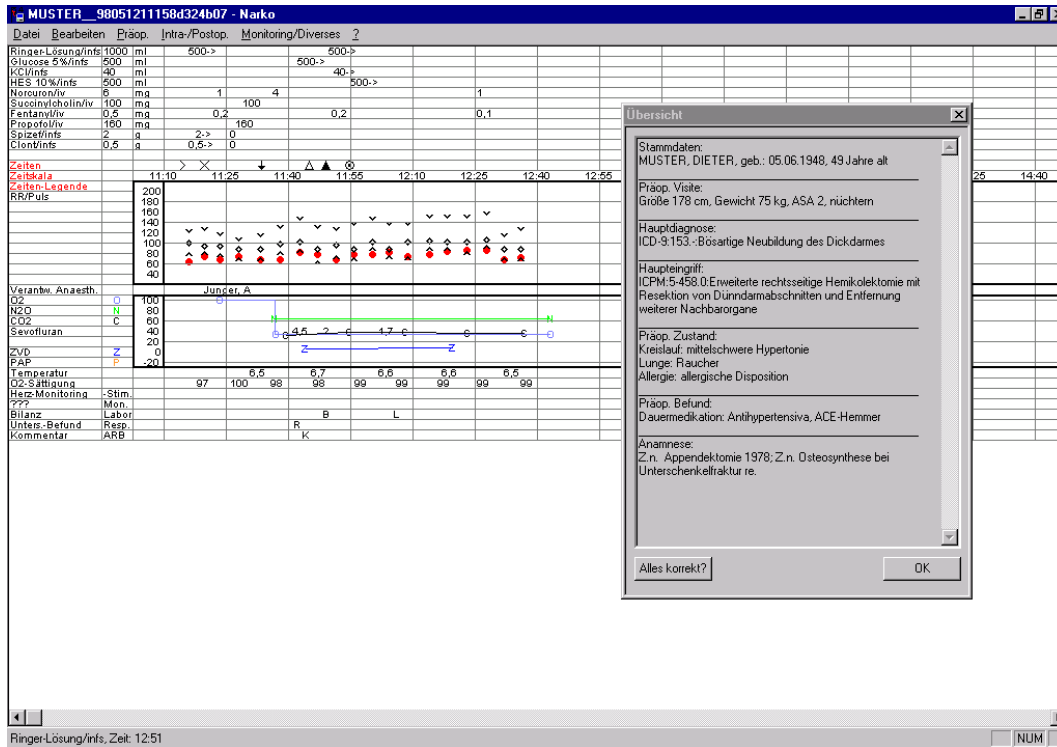 MUSTER__98051211158d324b07 - Narko
Datei Bearbeiten Präop. Intra-/Postop. Monitoring/Diverses ?
Ringer-Lösung/infs 1000 ml 500-> 500->
Glucose 5%/infs 500 ml 500->
KCl/infs 40 ml 40->
HES 10%/infs 500 ml 500->
Norcuron/iv 6 mg 1 4 1
Succinylcholin/iv 100 mg 100
Fentanyl/iv 0,5 mg 0,2 0,2 0,1
Propofol/iv 160 mg 160
Spizef/infs 2 g 2-> 0
Clont/infs 0,5 g 0,5-> 0
Zeiten
Zeitskala 11:10 11:25 11:40 11:55 12:10 12:25 12:40 12:55 25 14:40
Zeiten-Legende
RR/Puls
200
180
160
140
120
100
80
60
40
Verantw. Anaesth. Junger, A
O2 O 100
N2O N 80
CO2 C 60
Sevofluran 40 4,5 2 1,7
20
ZVD Z 0
PAP P -20
Temperatur 6,5 6,7 6,6 6,6 6,5
O2-Sättigung 97 100 98 98 99 99 99 99 99
Herz-Monitoring -Stim.
??? Mon.
Bilanz Labor B L
Unters.-Befund Resp. R
Kommentar ARB K
Übersicht
Stammdaten:
MUSTER, DIETER, geb.: 05.06.1948, 49 Jahre alt
Präop. Visite:
Größe 178 cm, Gewicht 75 kg, ASA 2, nüchtern
Hauptdiagnose:
ICD-9:153.-:Bösartige Neubildung des Dickdarmes
Haupteingriff:
ICPM:5-458.0:Erweiterte rechtsseitige Hemikolektomie mit
Resektion von Dünndarmabschnitten und Entfernung
weiterer Nachbarorgane
Präop. Zustand:
Kreislauf: mittelschwere Hypertonie
Lunge: Raucher
Allergie: allergische Disposition
Präop. Befund:
Dauermedikation: Antihypertensiva, ACE-Hemmer
Anamnese:
Z.n. Appendektomie 1978; Z.n. Osteosynthese bei
Unterschenkelfraktur re.
Alles korrekt? OK
Ringer-Lösung/infs, Zeit: 12:51 NUM